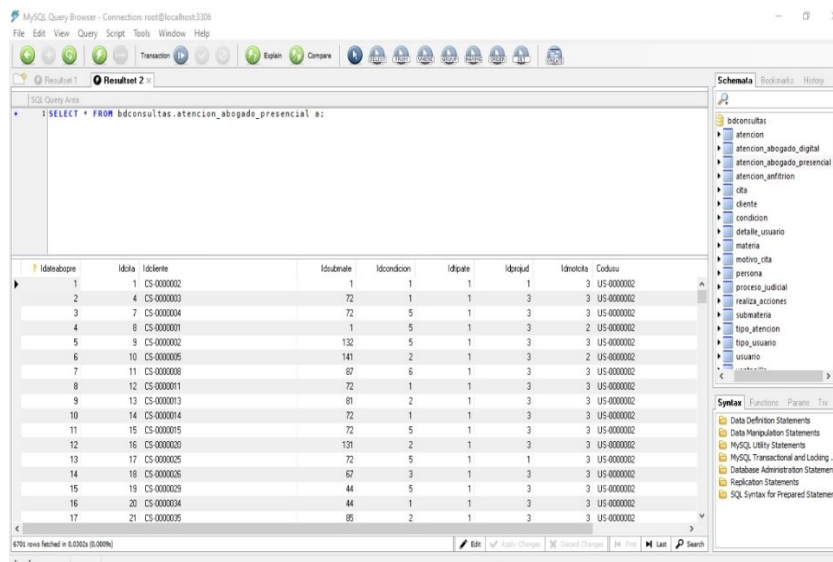 MySQL Query Browser - Connection: root@localhost:3306
File Edit View Query Script Tools Window Help
Transaction Explain Compare SELECT FROM WHERE GROUP HAVING ORDER SET
Resultset 1 Resultset 2
SQL Query Area
1 SELECT * FROM bdconsultas.atencion_abogado_presencial a;
Schemata Bookmarks History
bdconsultas
atencion
atencion_abogado_digital
atencion_abogado_presencial
atencion_anfitrion
cita
cliente
condicion
detalle_usuario
materia
motivo_cita
persona
proceso_judicial
realiza_acciones
submateria
tipo_atencion
tipo_usuario
usuario
Idateabopre Idcita Idcliente Idsubmate Idcondicion Idtipate Idprojud Idmotcita Codusu
1 1 CS-0000002 1 1 1 1 3 US-0000002
2 4 CS-0000003 72 1 1 3 3 US-0000002
3 7 CS-0000004 72 5 1 3 3 US-0000002
4 8 CS-0000001 1 5 1 3 2 US-0000002
5 9 CS-0000002 132 5 1 3 3 US-0000002
6 10 CS-0000005 141 2 1 3 2 US-0000002
7 11 CS-0000008 87 6 1 3 3 US-0000002
8 12 CS-0000011 72 1 1 3 3 US-0000002
9 13 CS-0000013 81 2 1 3 3 US-0000002
10 14 CS-0000014 72 1 1 3 3 US-0000002
11 15 CS-0000015 72 5 1 3 3 US-0000002
12 16 CS-0000020 131 2 1 3 3 US-0000002
13 17 CS-0000025 72 5 1 1 3 US-0000002
14 18 CS-0000026 67 3 1 3 3 US-0000002
15 19 CS-0000029 44 5 1 3 3 US-0000002
16 20 CS-0000034 44 1 1 3 3 US-0000002
17 21 CS-0000035 85 2 1 3 3 US-0000002
Syntax Functions Params Trx
Data Definition Statements
Data Manipulation Statements
MySQL Utility Statements
MySQL Transactional and Locking
Database Administration Statemen
Replication Statements
SQL Syntax for Prepared Statemen
6701 rows fetched in 0,0302s (0,0009s)
Edit Apply Changes Discard Changes First Last Search